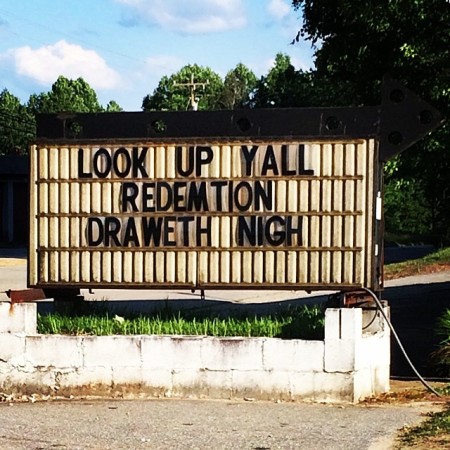 LOOK UP YALL
REDEMTION
DRAWETH NIGH